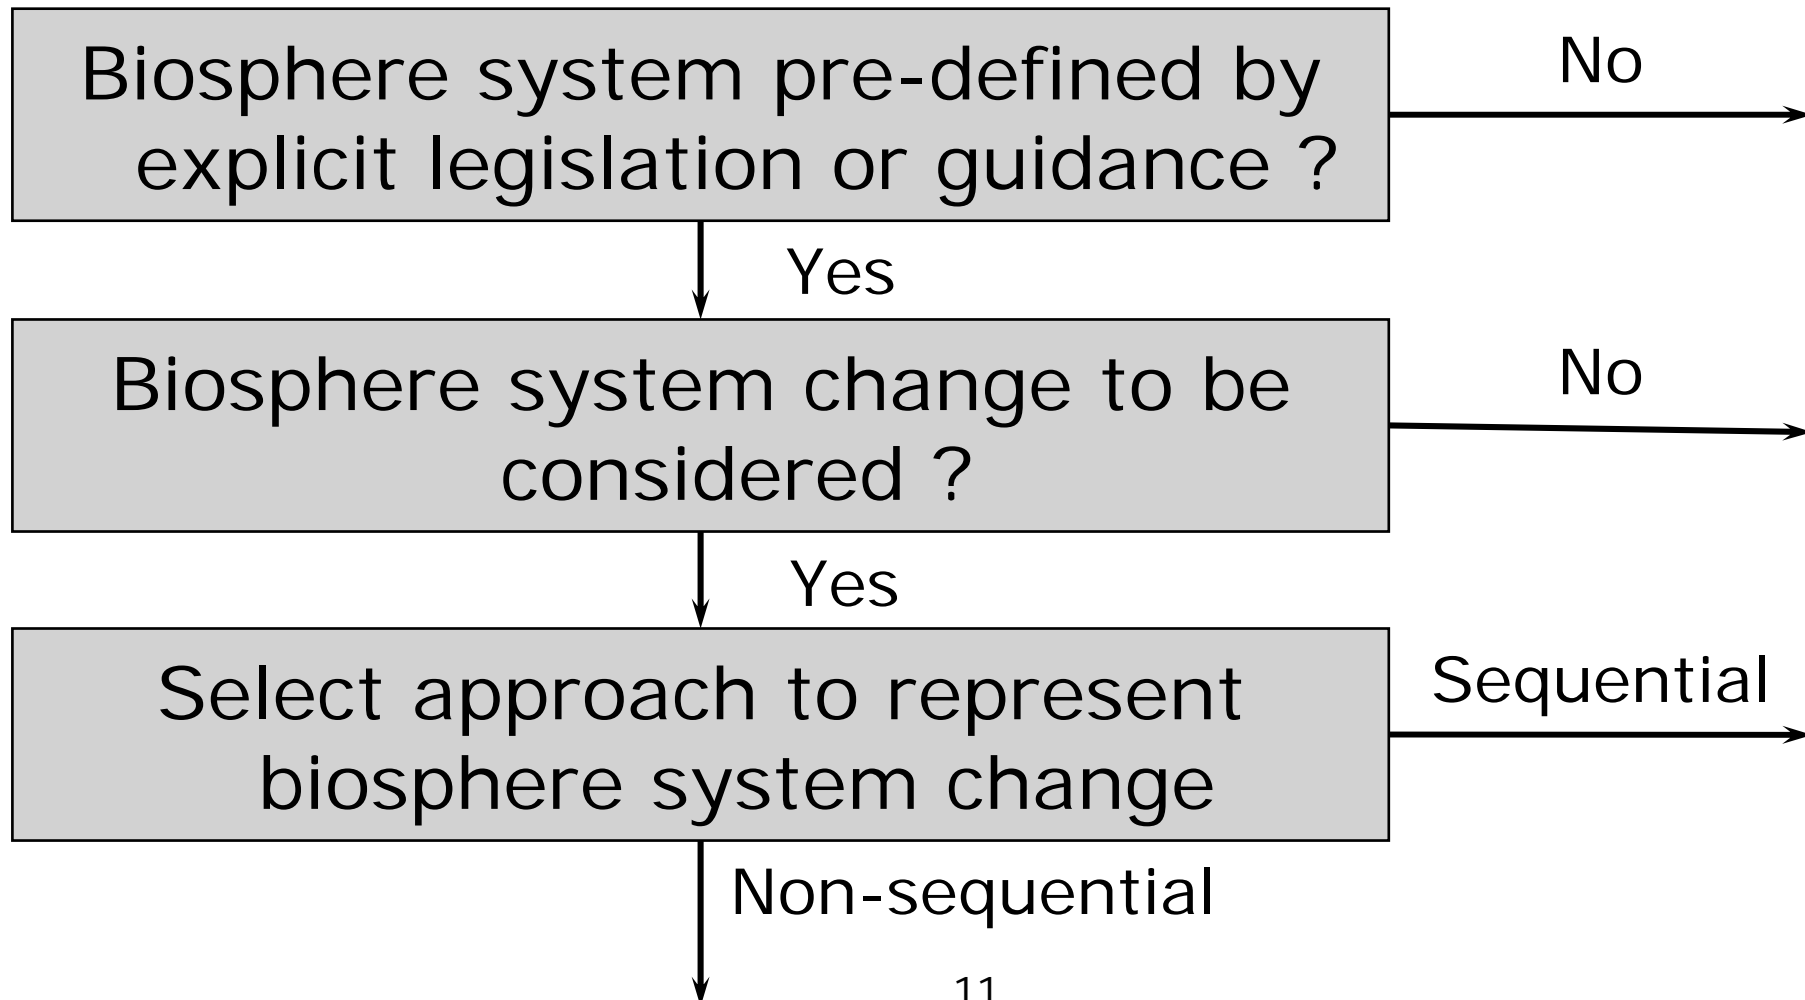 Biosphere system pre-defined by
explicit legislation or guidance ?
No
Yes
Biosphere system change to be
considered ?
No
Yes
Select approach to represent
biosphere system change
Sequential
Non-sequential
11